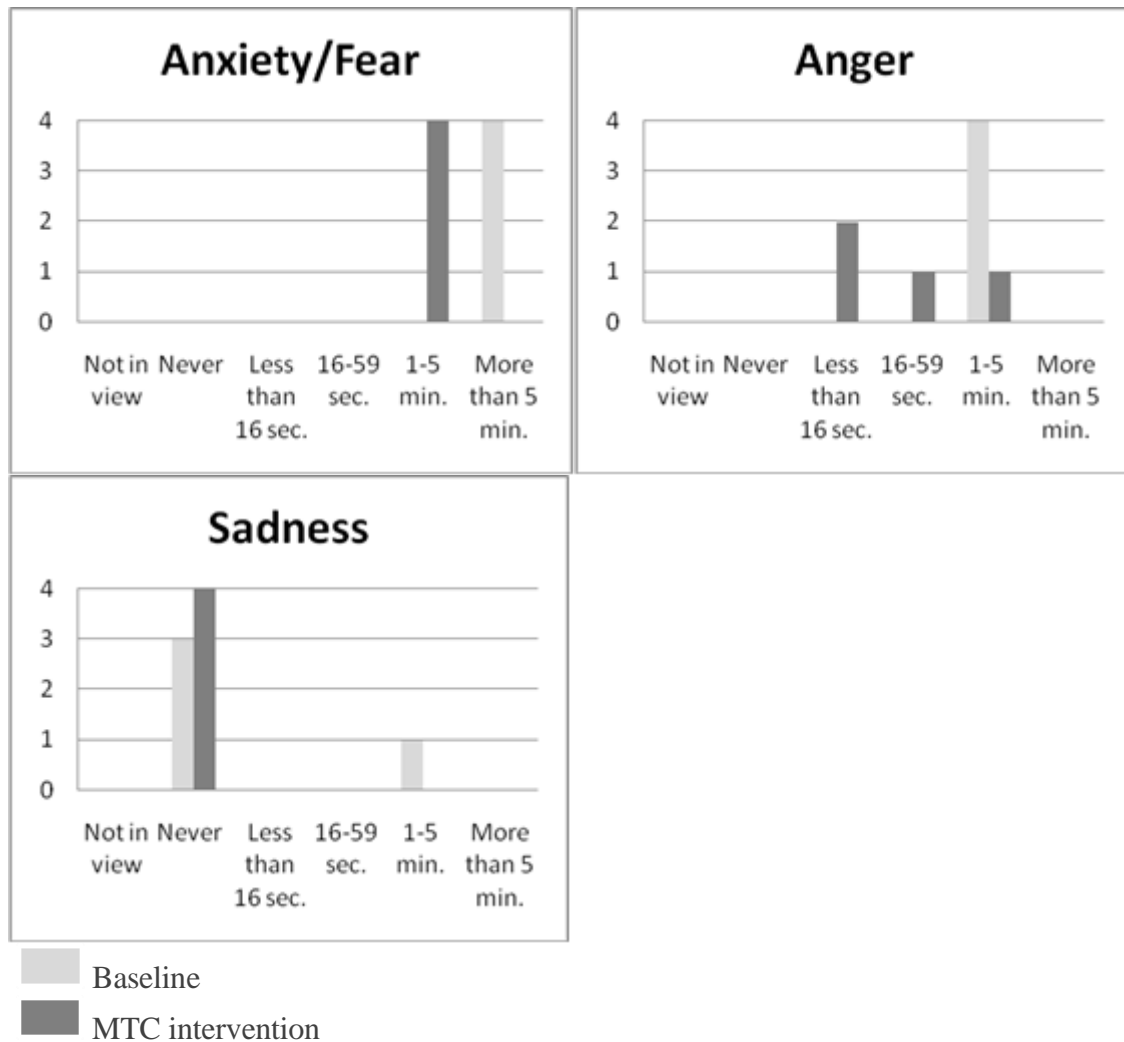 Anxiety/Fear
4
3
2
1
0
Not in Never Less 16-59 1-5 More
view than sec. min. than 5
16 sec. min.
Anger
4
3
2
1
0
Not in Never Less 16-59 1-5 More
view than sec. min. than 5
16 sec. min.
Sadness
4
3
2
1
0
Not in Never Less 16-59 1-5 More
view than sec. min. than 5
16 sec. min.
Baseline
MTC intervention